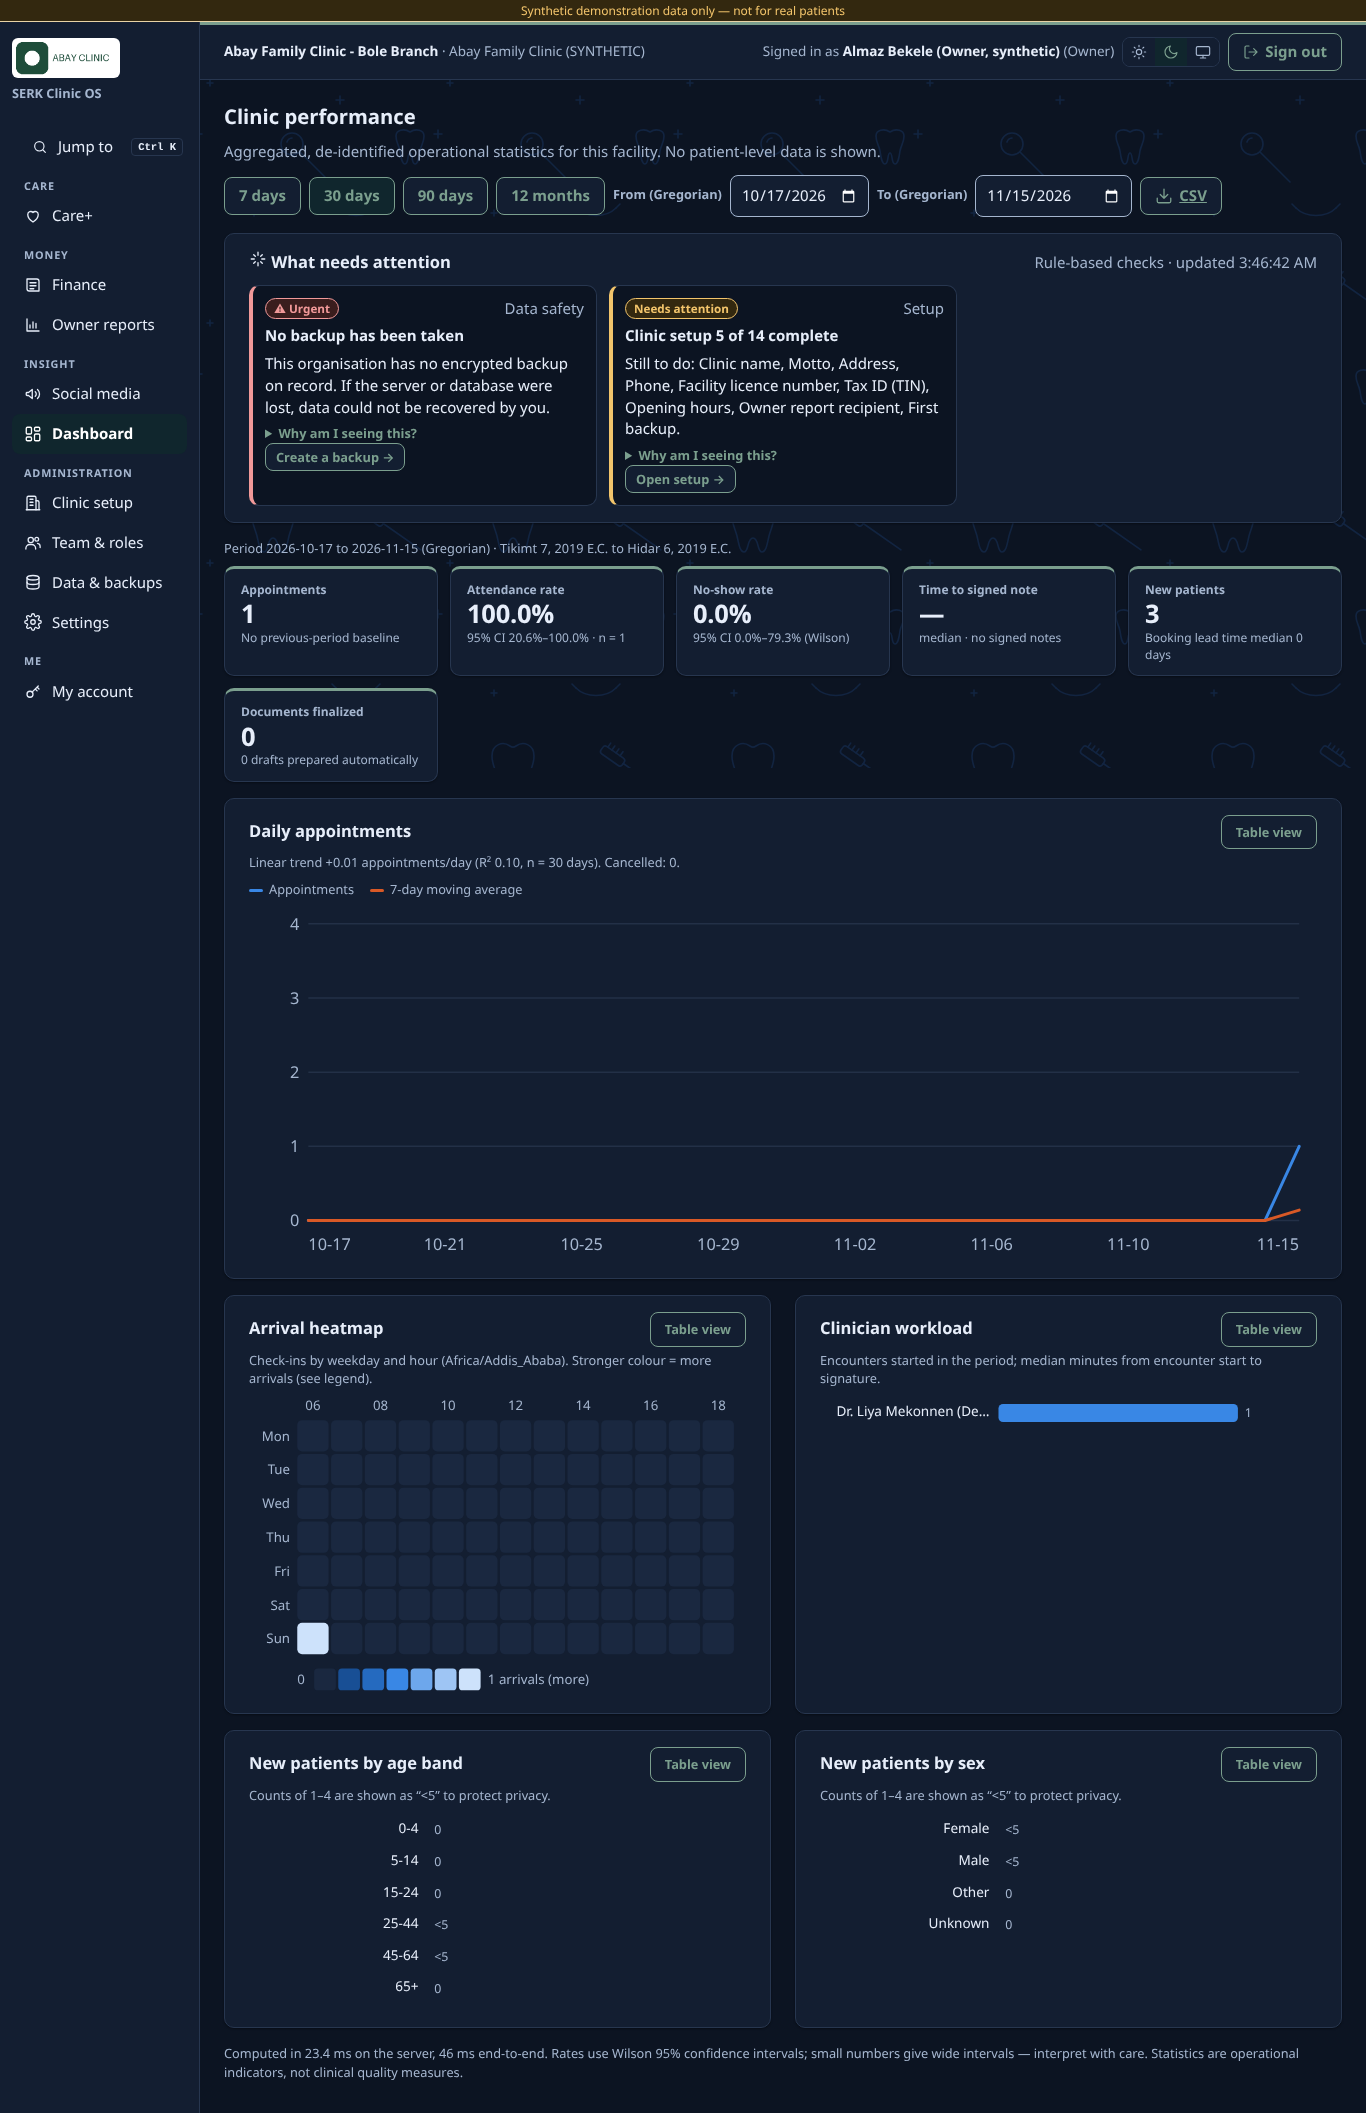 Synthetic demonstration data only — not for real patients
ABAY CLINIC
SERK Clinic OS
Jump to Ctrl K
CARE
Care+
MONEY
Finance
Owner reports
INSIGHT
Social media
Dashboard
ADMINISTRATION
Clinic setup
Team & roles
Data & backups
Settings
ME
My account
Abay Family Clinic - Bole Branch · Abay Family Clinic (SYNTHETIC)
Signed in as Almaz Bekele (Owner, synthetic) (Owner)
Sign out
Clinic performance
Aggregated, de-identified operational statistics for this facility. No patient-level data is shown.
7 days 30 days 90 days 12 months From (Gregorian) 10/17/2026 To (Gregorian) 11/15/2026 CSV
What needs attention
Rule-based checks · updated 3:46:42 AM
Urgent Data safety
No backup has been taken
This organisation has no encrypted backup
on record. If the server or database were
lost, data could not be recovered by you.
Why am I seeing this?
Create a backup →
Needs attention Setup
Clinic setup 5 of 14 complete
Still to do: Clinic name, Motto, Address,
Phone, Facility licence number, Tax ID (TIN),
Opening hours, Owner report recipient, First
backup.
Why am I seeing this?
Open setup →
Period 2026-10-17 to 2026-11-15 (Gregorian) · Tikimt 7, 2019 E.C. to Hidar 6, 2019 E.C.
Appointments
1
No previous-period baseline
Attendance rate
100.0%
95% CI 20.6%–100.0% · n = 1
No-show rate
0.0%
95% CI 0.0%–79.3% (Wilson)
Time to signed note
—
median · no signed notes
New patients
3
Booking lead time median 0
days
Documents finalized
0
0 drafts prepared automatically
Daily appointments
Table view
Linear trend +0.01 appointments/day (R² 0.10, n = 30 days). Cancelled: 0.
Appointments 7-day moving average
4
3
2
1
0
10-17 10-21 10-25 10-29 11-02 11-06 11-10 11-15
Arrival heatmap
Table view
Check-ins by weekday and hour (Africa/Addis_Ababa). Stronger colour = more
arrivals (see legend).
06 08 10 12 14 16 18
Mon
Tue
Wed
Thu
Fri
Sat
Sun
0 1 arrivals (more)
Clinician workload
Table view
Encounters started in the period; median minutes from encounter start to
signature.
Dr. Liya Mekonnen (De... 1
New patients by age band
Table view
Counts of 1–4 are shown as “<5” to protect privacy.
0-4 0
5-14 0
15-24 0
25-44 <5
45-64 <5
65+ 0
New patients by sex
Table view
Counts of 1–4 are shown as “<5” to protect privacy.
Female <5
Male <5
Other 0
Unknown 0
Computed in 23.4 ms on the server, 46 ms end-to-end. Rates use Wilson 95% confidence intervals; small numbers give wide intervals — interpret with care. Statistics are operational
indicators, not clinical quality measures.